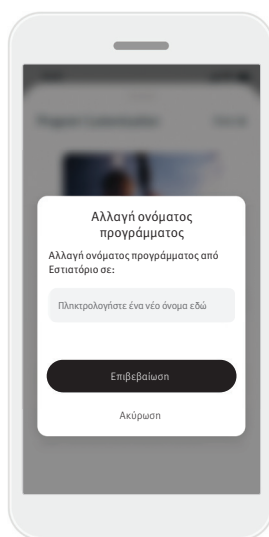 Αλλαγή ονόματος
προγράμματος
Αλλαγή ονόματος προγράμματος από
Εστιατόριο σε:
Πληκτρολογήστε ένα νέο όνομα εδώ
Επιβεβαίωση
Ακύρωση